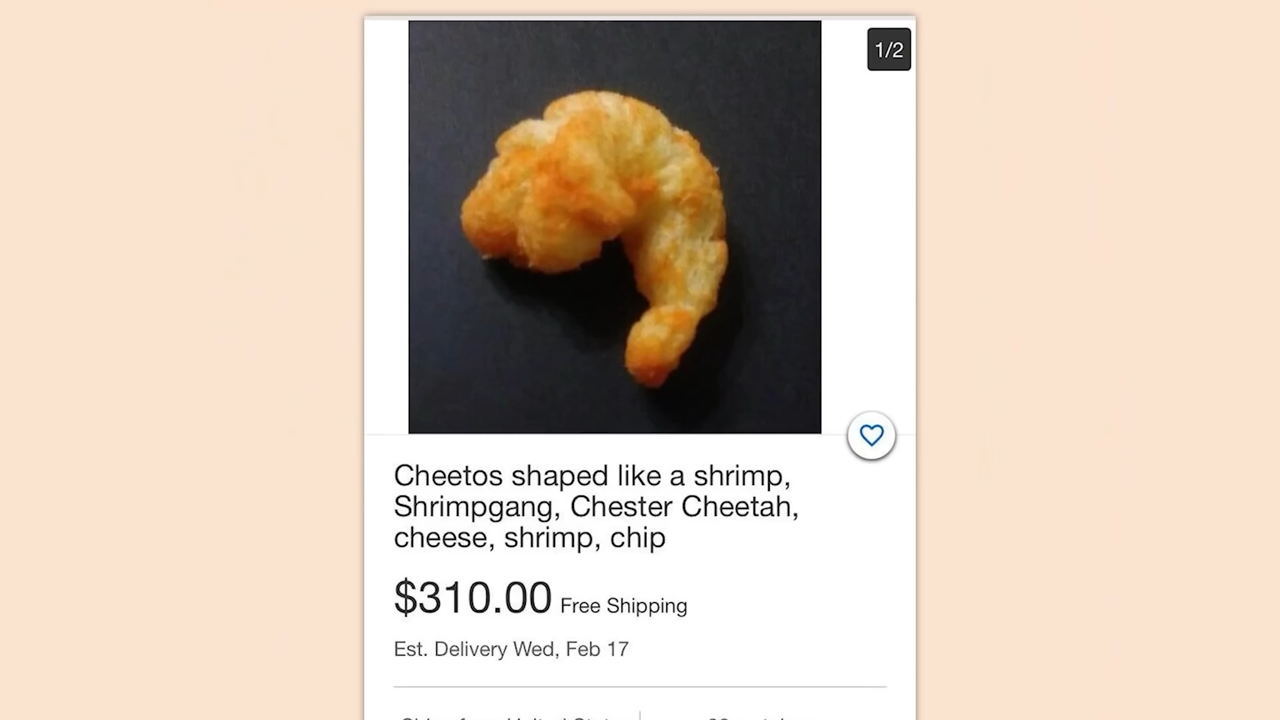 1/2
Cheetos shaped like a shrimp,
Shrimpgang, Chester Cheetah,
cheese, shrimp, chip
$310.00 Free Shipping
Est. Delivery Wed, Feb 17